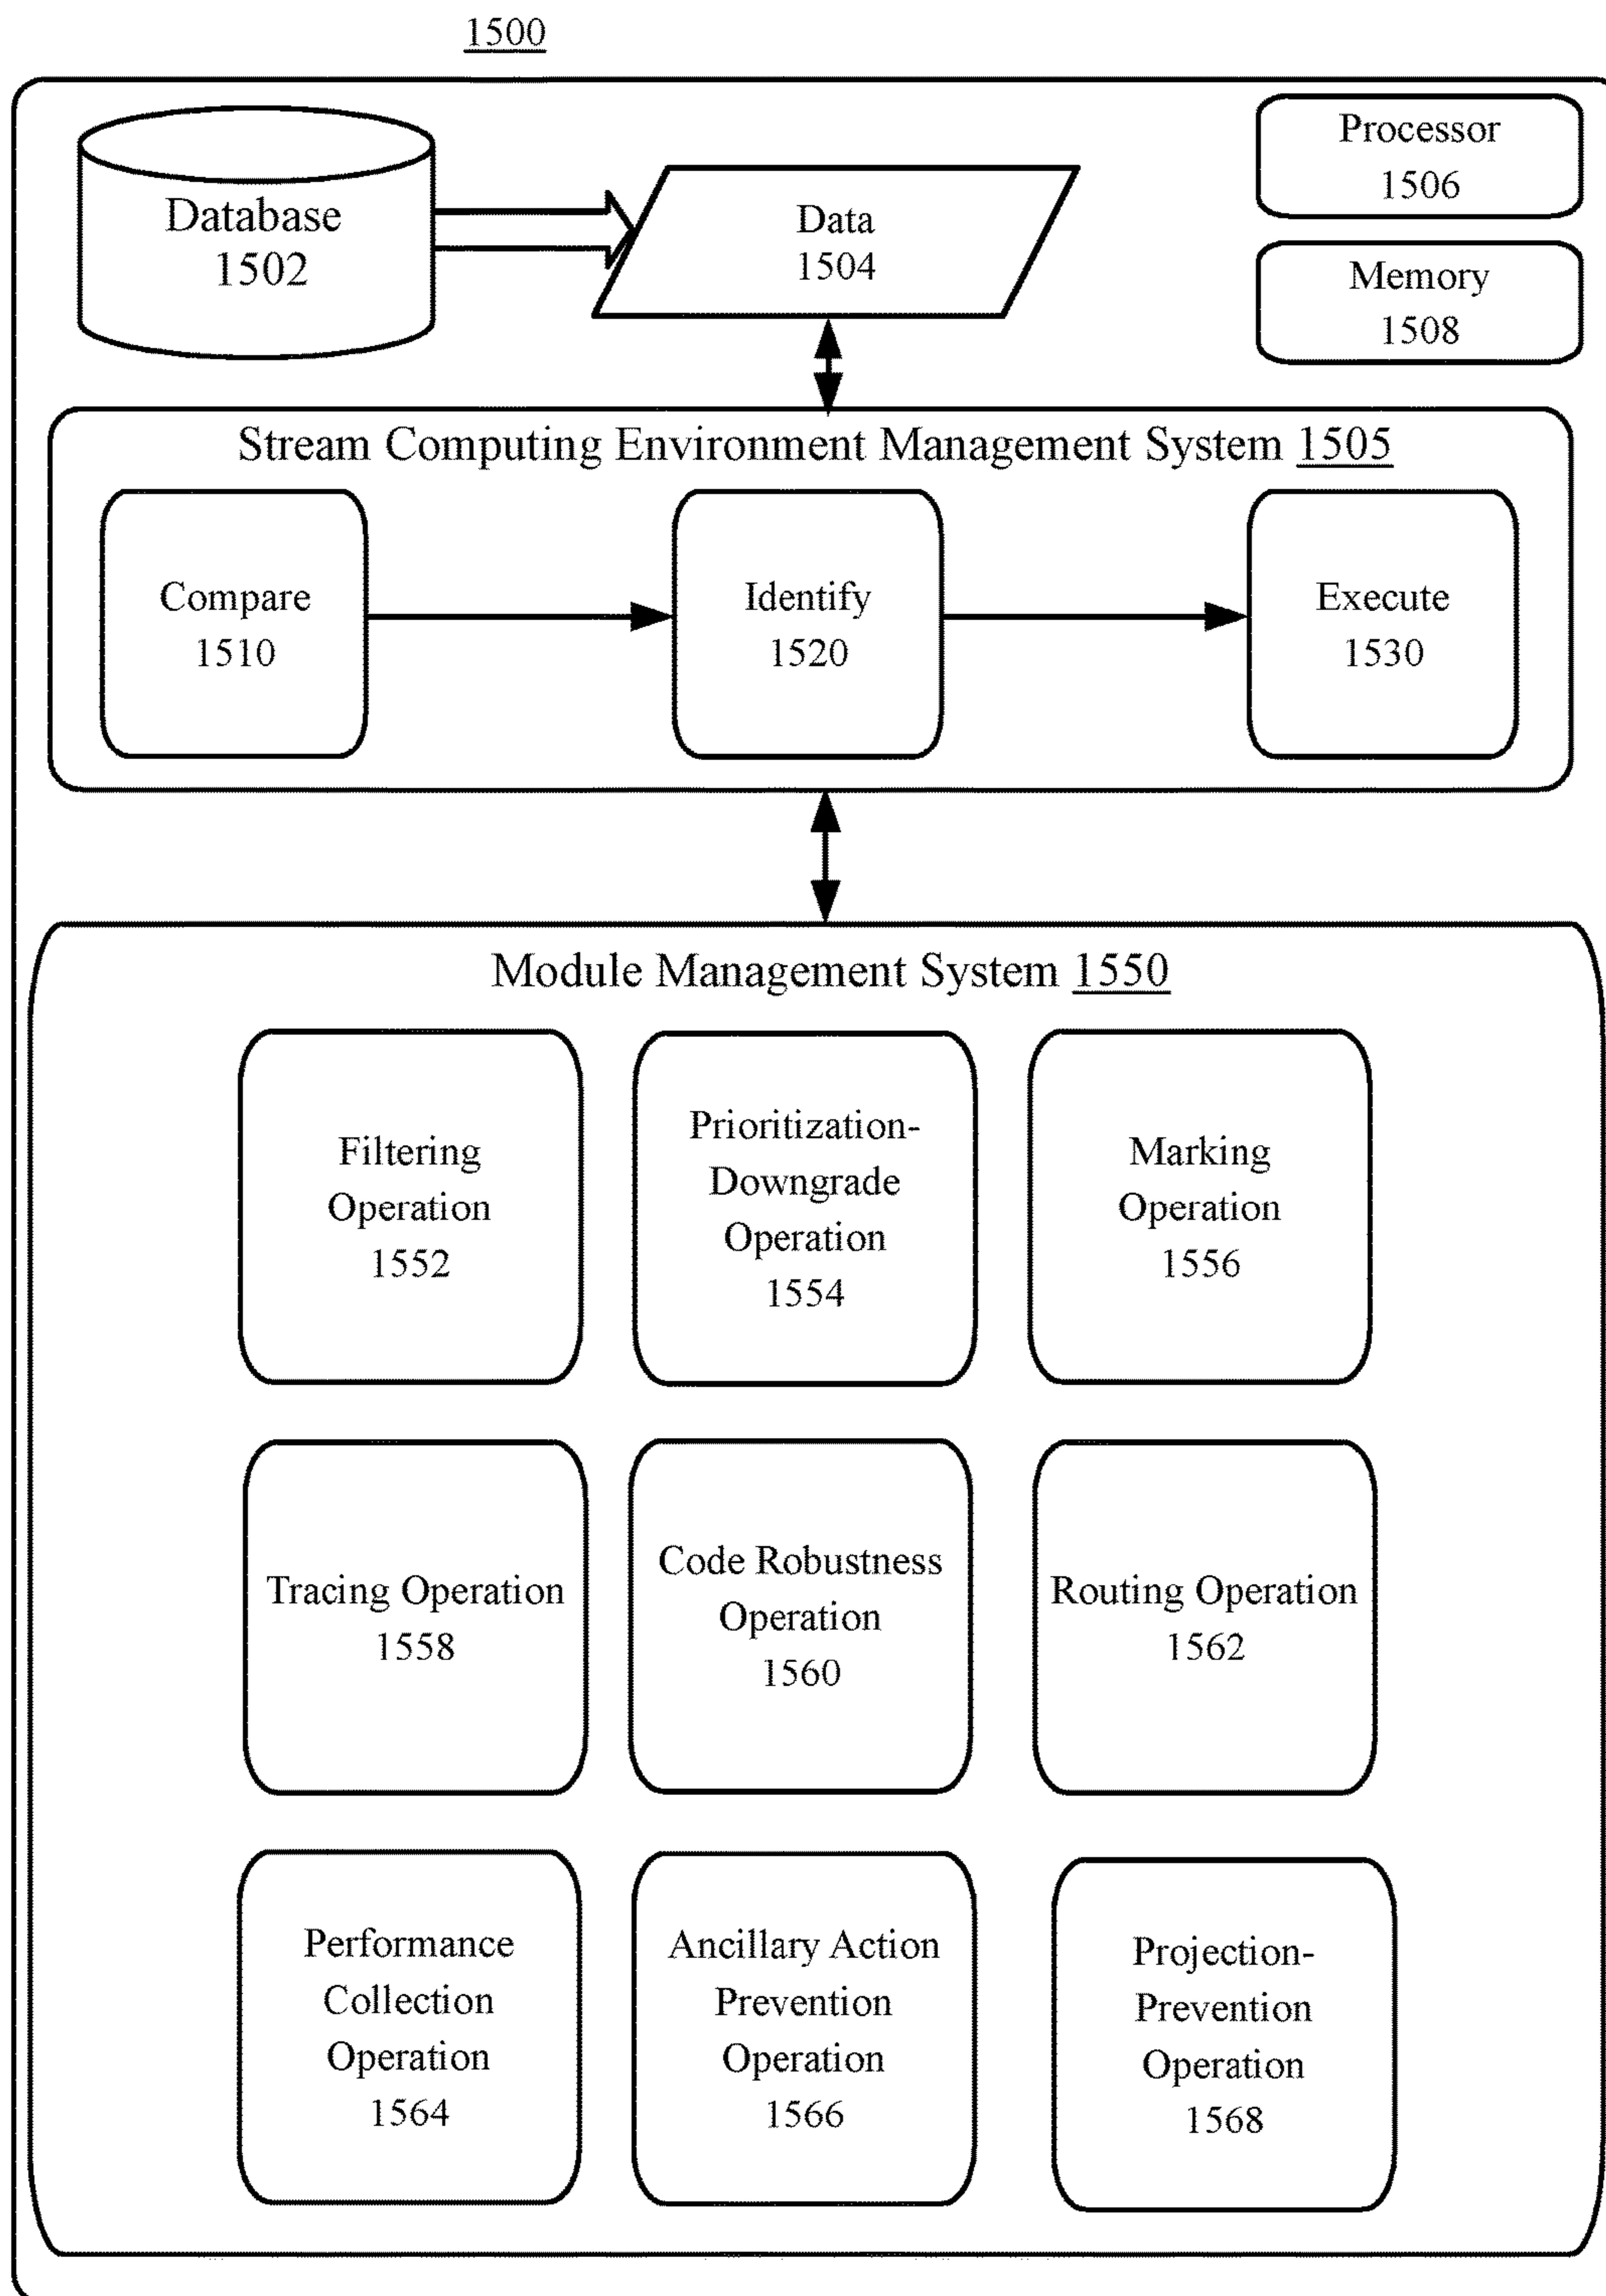 1500
Database
1502
Data
1504
Processor
1506
Memory
1508
Stream Computing Environment Management System 1505
Compare
1510
Identify
1520
Execute
1530
Module Management System 1550
Filtering
Operation
1552
Prioritization-
Downgrade
Operation
1554
Marking
Operation
1556
Tracing Operation
1558
Code Robustness
Operation
1560
Routing Operation
1562
Performance
Collection
Operation
1564
Ancillary Action
Prevention
Operation
1566
Projection-
Prevention
Operation
1568